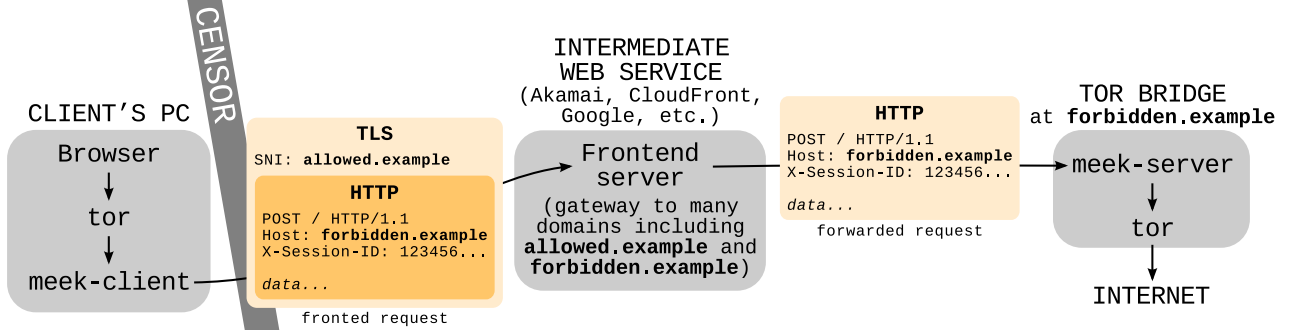 CLIENT'S PC
Browser
tor
meek-client
CENSOR
TLS
SNI: allowed.example
HTTP
POST / HTTP/1.1
Host: forbidden.example
X-Session-ID: 123456...
data...
fronted request
INTERMEDIATE
WEB SERVICE
(Akamai, CloudFront,
Google, etc.)
Frontend
server
(gateway to many
domains including
allowed.example and
forbidden.example)
HTTP
POST / HTTP/1.1
Host: forbidden.example
X-Session-ID: 123456...
data...
forwarded request
TOR BRIDGE
at forbidden.example
meek-server
tor
INTERNET